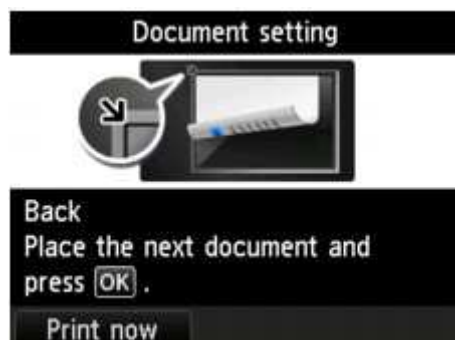 Document setting
Back
Place the next document and
press OK .
Print now